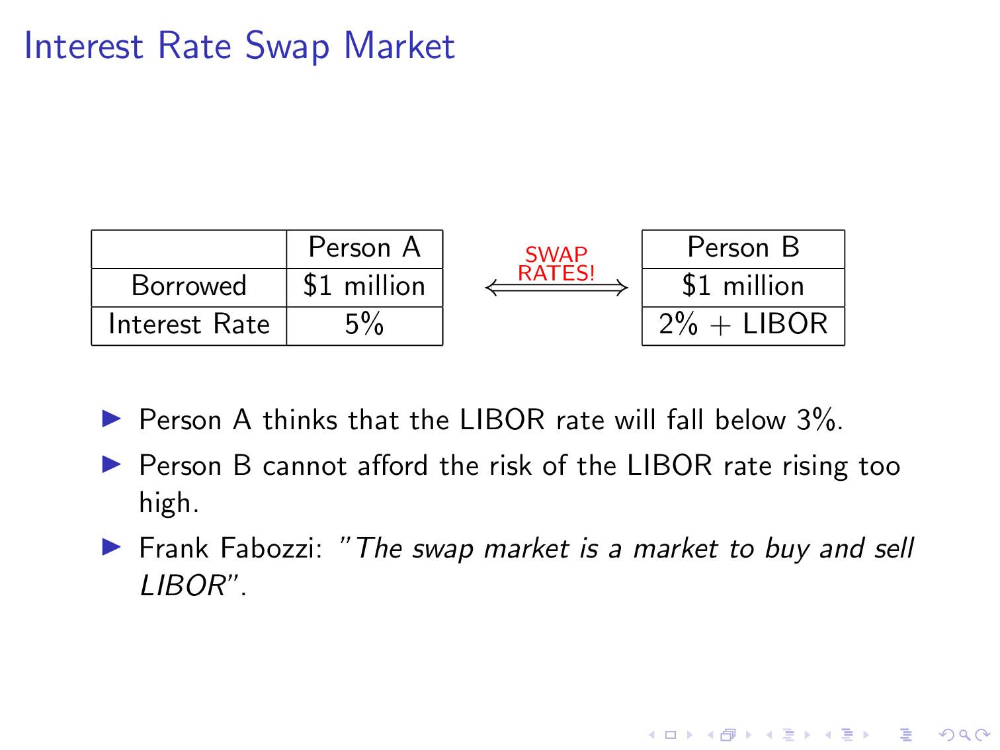 Interest Rate Swap Market
Person A
Borrowed $1 million
Interest Rate 5%
SWAP
RATES!
Person B
$1 million
2% + LIBOR
Person A thinks that the LIBOR rate will fall below 3%.
Person B cannot afford the risk of the LIBOR rate rising too
high.
Frank Fabozzi: ”The swap market is a market to buy and sell
LIBOR”.